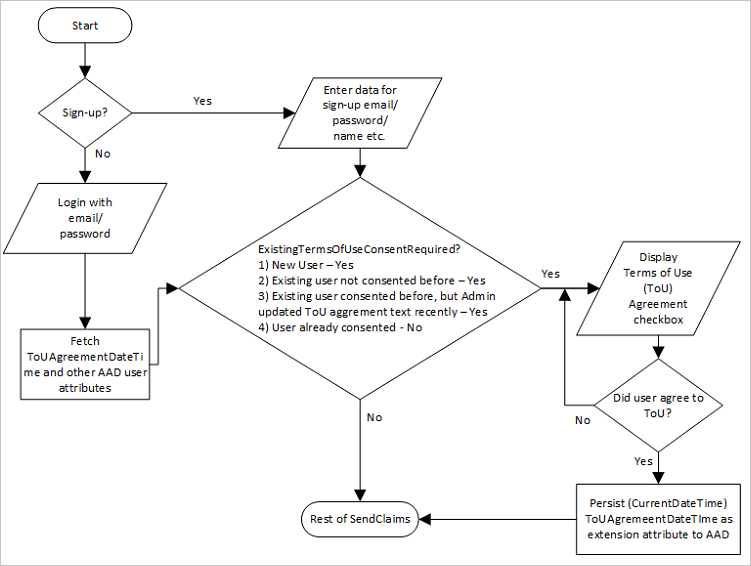 Start
Sign-up?
Yes
Enter data for
sign-up email/
password/
name etc.
No
Login with
email/
password
Fetch
ToUAgreementDateTi
me and other AAD user
attributes
ExistingTermsOfUseConsentRequired?
1) New User – Yes
2) Existing user not consented before – Yes
3) Existing user consented before, but Admin
updated ToU aggrement text recently – Yes
4) User already consented - No
Yes
Display
Terms of Use
(ToU)
Agreement
checkbox
Did user agree to
ToU?
No
Yes
No
Persist (CurrentDateTime)
ToUAgreementDateTIme as
extension attribute to AAD
Rest of SendClaims